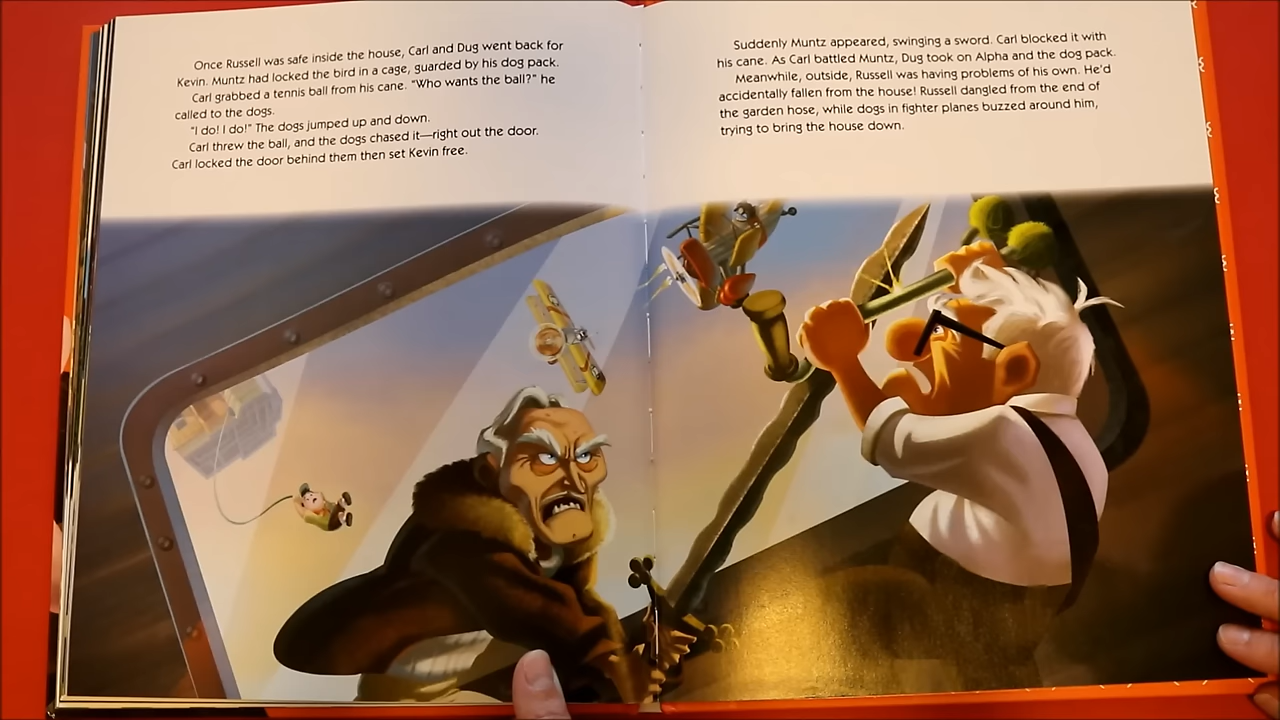 Once Russell was safe inside the house, Carl and Dug went back for
Kevin. Muntz had locked the bird in a cage, guarded by his dog pack.
Carl grabbed a tennis ball from his cane. “Who wants the ball?” he
called to the dogs.
“I do! I do!” The dogs jumped up and down.
Carl threw the ball, and the dogs chased it—right out the door.
Carl locked the door behind them then set Kevin free.
Suddenly Muntz appeared, swinging a sword. Carl blocked it with
his cane. As Carl battled Muntz, Dug took on Alpha and the dog pack.
Meanwhile, outside, Russell was having problems of his own. He’d
accidentally fallen from the house! Russell dangled from the end of
the garden hose, while dogs in fighter planes buzzed around him,
trying to bring the house down.